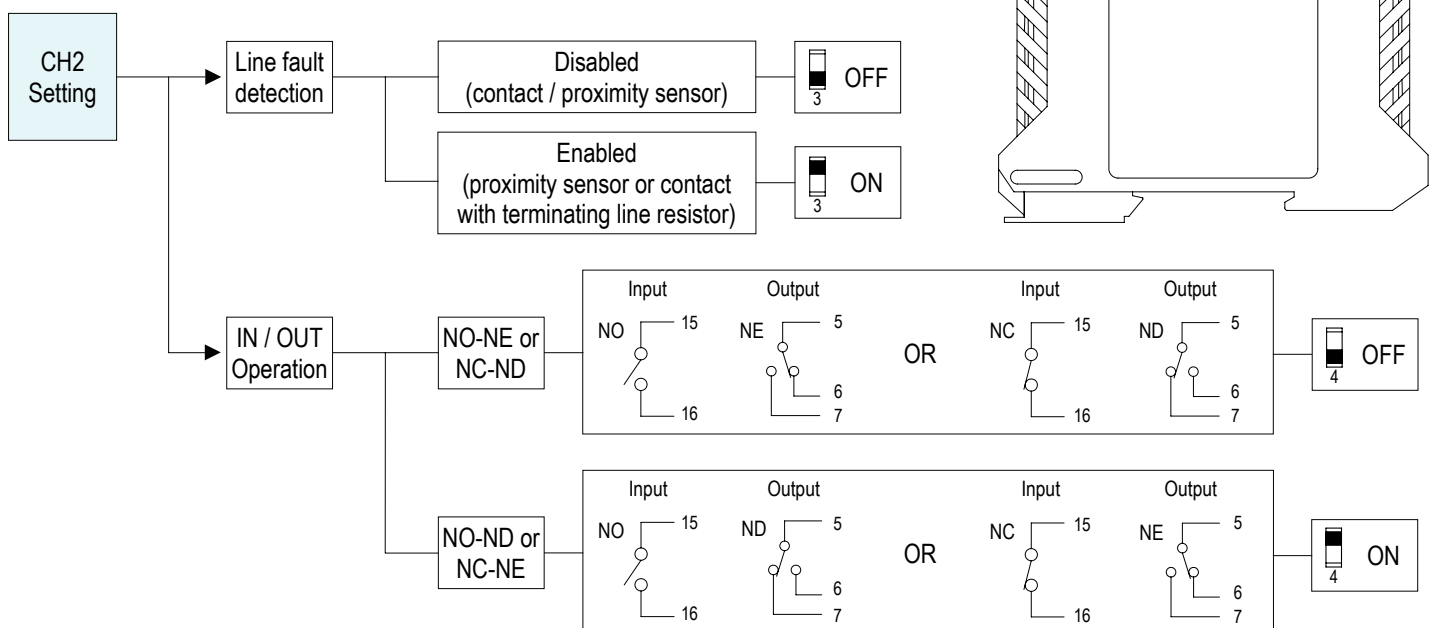 CH2
Setting
Line fault
detection
Disabled
(contact / proximity sensor)
3
OFF
Enabled
(proximity sensor or contact
with terminating line resistor)
3
ON
IN / OUT
Operation
NO-NE or
NC-ND
Input
Output
Input
Output
NO
15
16
NE
5
6
7
OR
NC
15
16
ND
5
6
7
4
OFF
NO-ND or
NC-NE
Input
Output
Input
Output
NO
15
16
ND
5
6
7
OR
NC
15
16
NE
5
6
7
4
ON